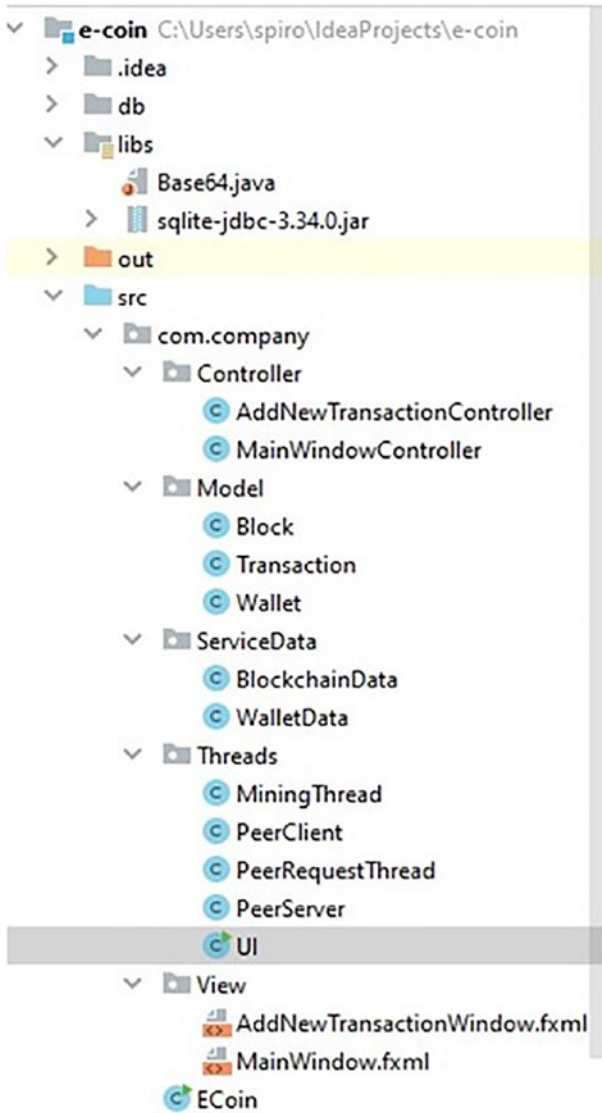 e-coin C:\Users\spiro\IdeaProjects\e-coin
.idea
db
libs
Base64.java
sqlite-jdbc-3.34.0.jar
out
src
com.company
Controller
AddNewTransactionController
MainWindowController
Model
Block
Transaction
Wallet
ServiceData
BlockchainData
WalletData
Threads
MiningThread
PeerClient
PeerRequestThread
PeerServer
UI
View
AddNewTransactionWindow.fxml
MainWindow.fxml
ECoin